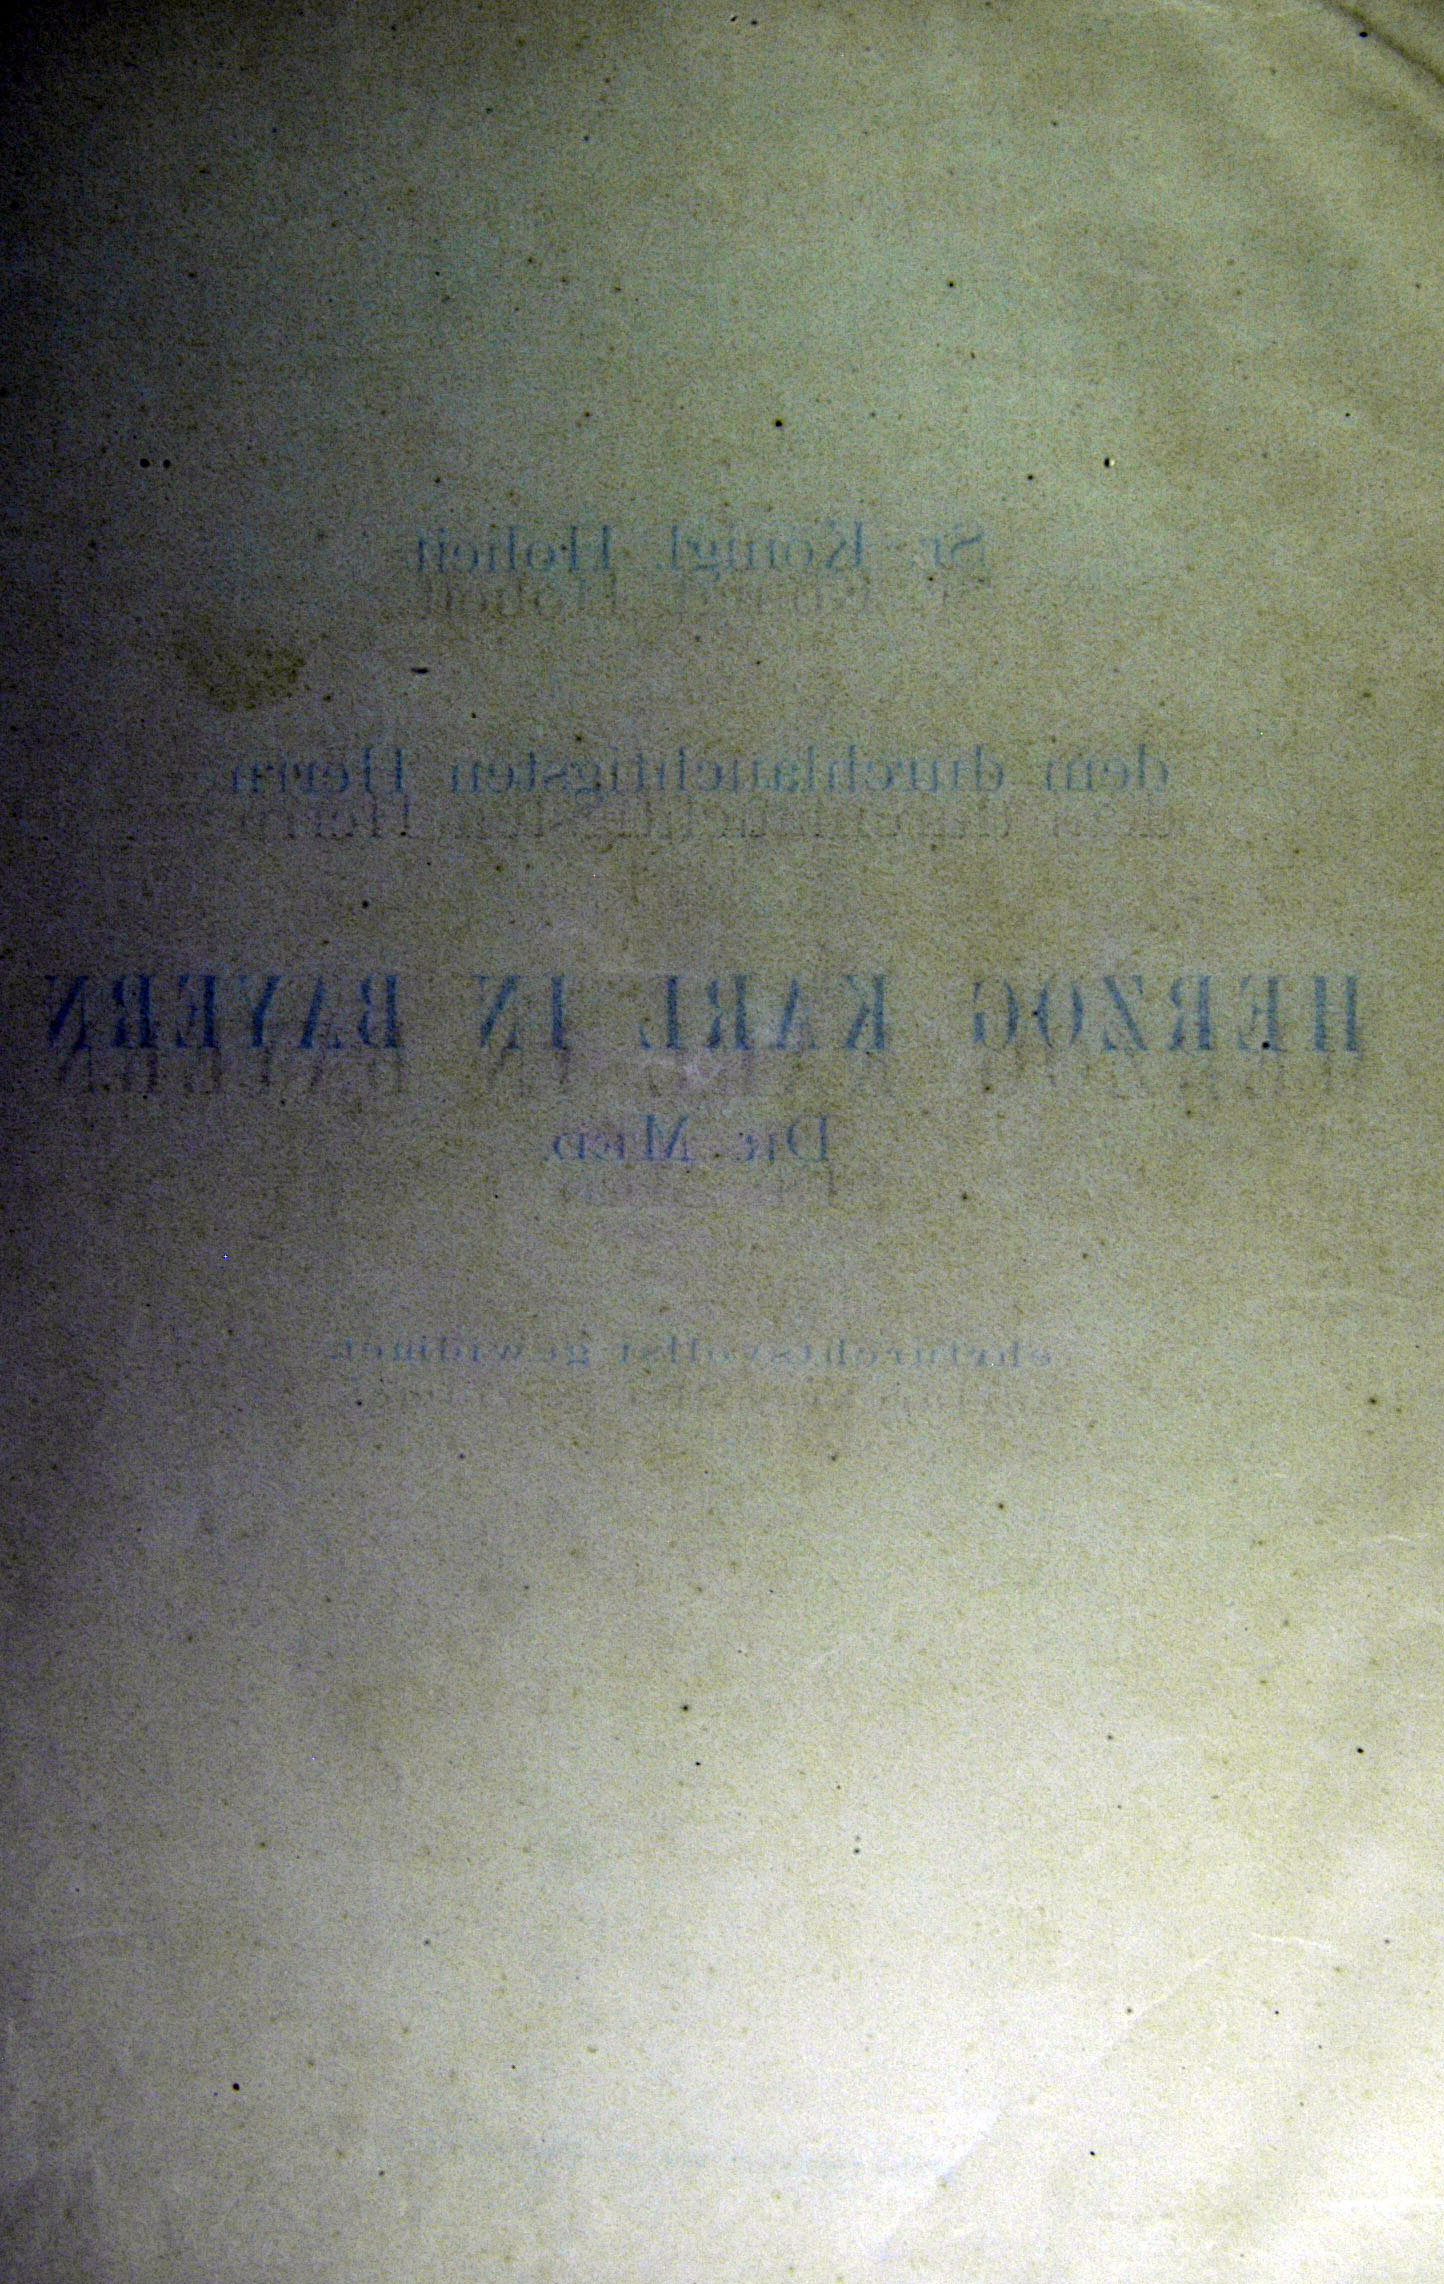 Sr. Königl. Hoheit
dem durchlauchtigsten Herrn
HERZOG KARL IN BAYERN
DR. MED.
ehrfurchtsvollst gewidmet.